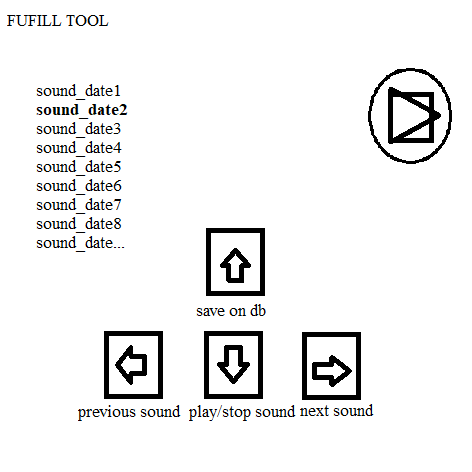 FUFILL TOOL
sound_date1
sound_date2
sound_date3
sound_date4
sound_date5
sound_date6
sound_date7
sound_date8
sound_date...
save on db
previous sound play/stop sound next sound